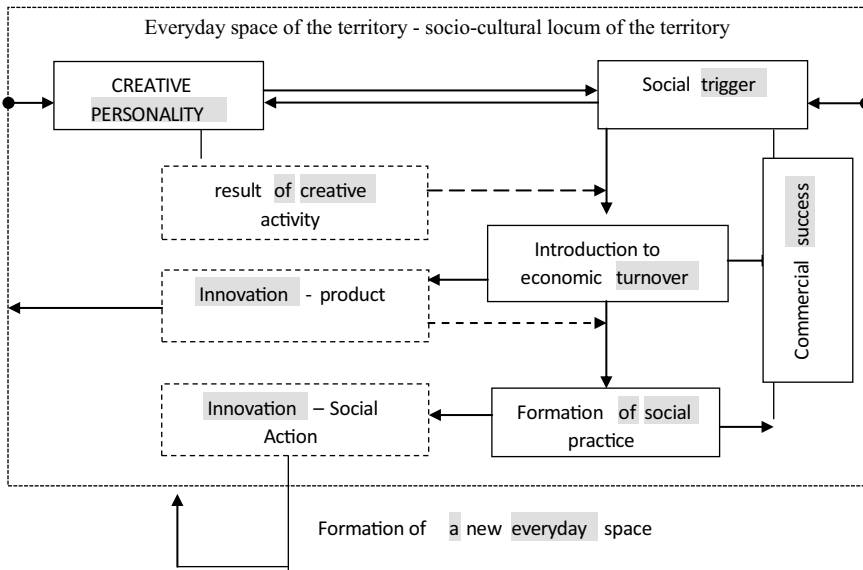 Everyday space of the territory - socio-cultural locum of the territory
CREATIVE
PERSONALITY
Social trigger
result of creative
activity
Introduction to
economic turnover
Commercial success
Innovation - product
Innovation – Social
Action
Formation of social
practice
Formation of a new everyday space